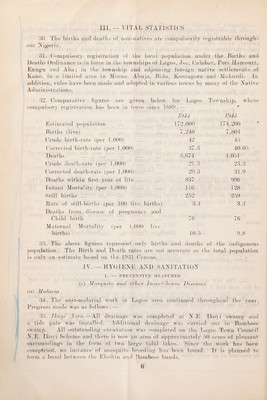 III. — VITAL STATISTICS
30. The births and deaths of non-natives are compulsorily registrable through-
out Nigeria.
31. Compulsory registration of the local population under the Births and
Deaths Ordinance is in force in the townships of Lagos, Jos, Calabar, Port Harcourt,
Enugu and Aba; in the township and adjoining foreign native settlements of
Kano, in a limited area in Minna, Abuja, Bida, Kontagora and Makurdi. In
addition, rules have been made and adopted in various towns by many of the Native
Administrations.
32. Comparative figures are given below for Lagos Township, where
compulsory registration has been in force since 1892:
1944 1945
Estimated population 172,000 174,200
Births (live) 7,230 7,804
Crude birth-rate (per 1,000) 42 45
Corrected birth-rate (per 1,000) 37.3 40.65
Deaths 3,674 4,051
Crude death-rate (per 1,000) 21.3 23.3
Corrected death-rate (per 1,000) 29.3 31.9
Deaths within first year of life 837 996
Infant Mortality (per 1,000) 116 128
Still births 252 259
Rate of still-births (per 100 live births) 3.4 3.3
Deaths from disease of pregnancy and
Child birth 76 76
Maternal Mortality (per 1,000 live
births) 10.5 9.8
33. The above figures represent only births and deaths of the indigenous
population. The Birth and Death rates are not accurate as the total population
is only an estimate based on the 1931 Census.
IV. — HYGIENE AND SANITATION
1. — PREVENTIVE MEASURES
(i) Mosquito and other Insect-borne Diseases
(a) Malaria
34. The anti-malarial work in Lagos area continued throughout the year.
Progress made was as follows:—
35. Ikoyi Area.—All drainage was completed at N.E. Ikoyi swamp and
a tide gate was installed. Additional drainage was carried out in Bamboo
swamp. All outstanding excavation was completed on the Lagos Town Council
N.E. Ikoyi Scheme and there is now an area of approximately 50 acres of pleasant
surroundings in the form of two large tidal lakes. Since the work has been
completed, no instance of mosquito breeding has been found. It is planned to
form a bund between the Elushin and Bamboo bunds.
6